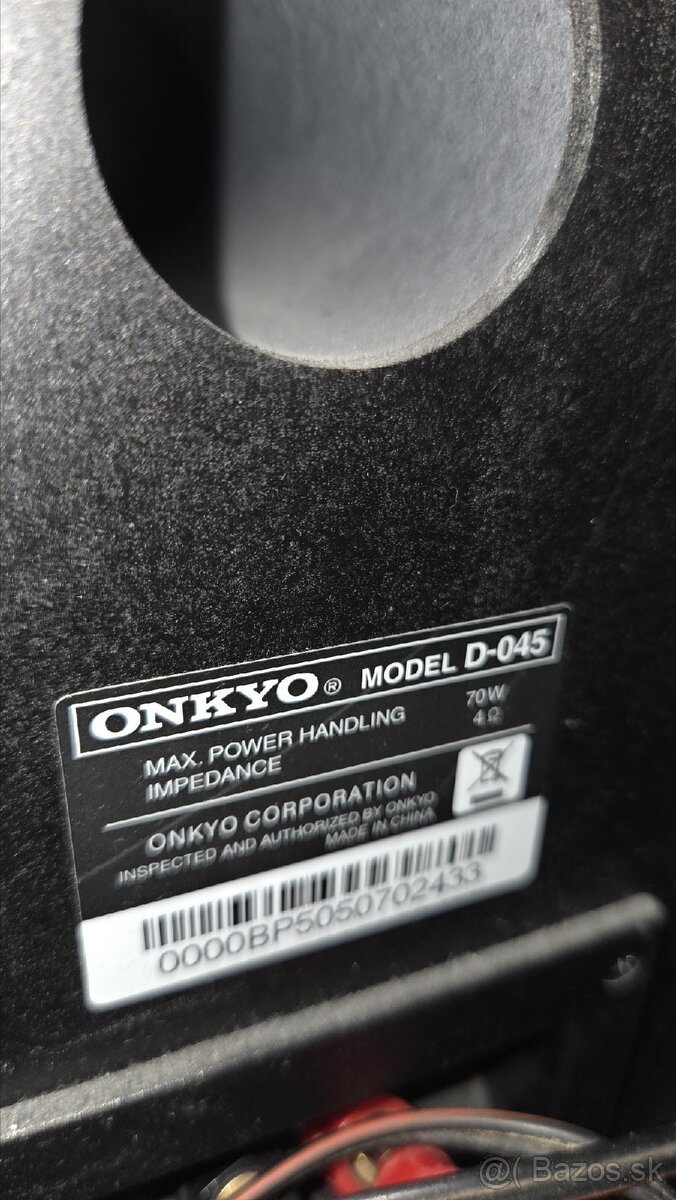 ONKYO® MODEL D-045
MAX. POWER HANDLING 70W
IMPEDANCE 4 Ω
ONKYO CORPORATION
INSPECTED AND AUTHORIZED BY ONKYO
MADE IN CHINA
0000BP5050702433
@( Bazos.sk